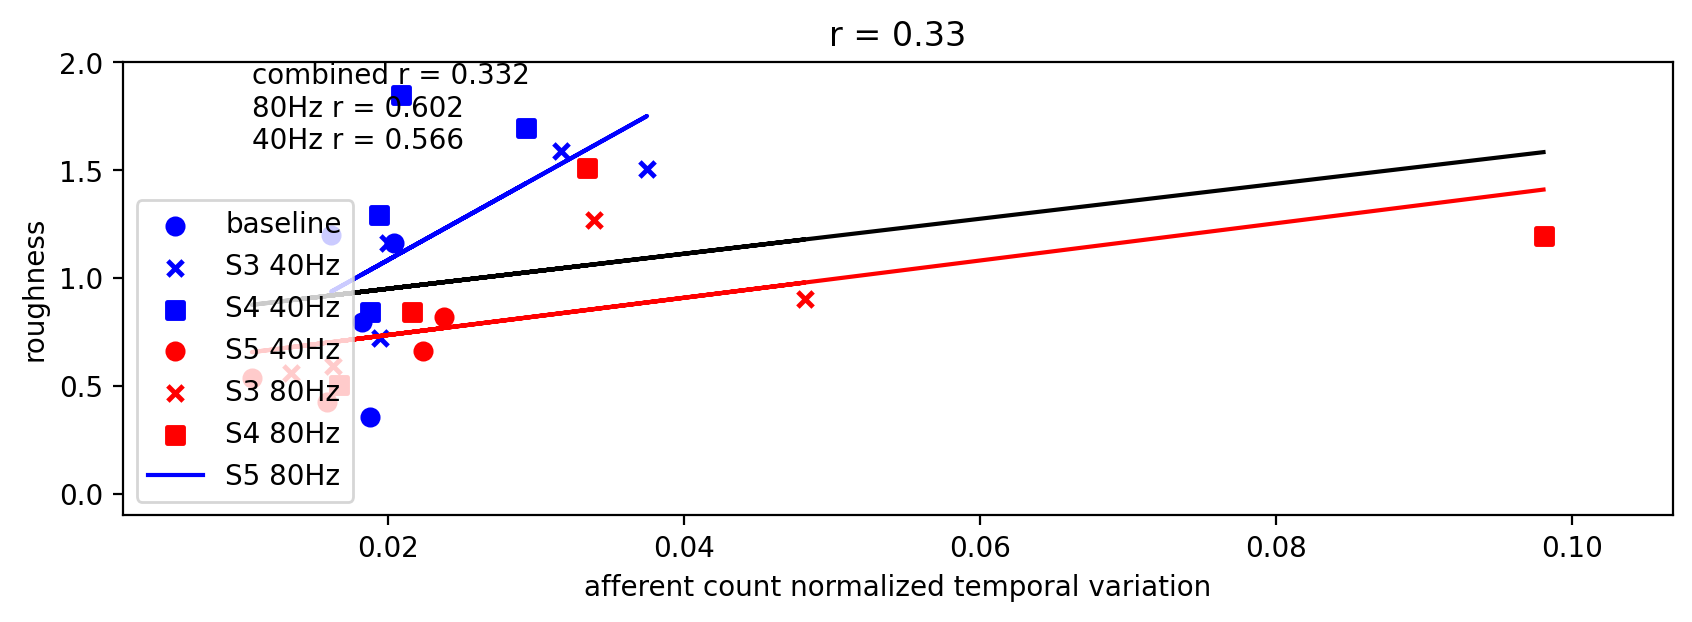 r = 0.33
combined r = 0.332
80Hz r = 0.602
40Hz r = 0.566
roughness
2.0
1.5
1.0
0.5
0.0
baseline
S3 40Hz
S4 40Hz
S5 40Hz
S3 80Hz
S4 80Hz
S5 80Hz
0.02
0.04
0.06
0.08
0.10
afferent count normalized temporal variation